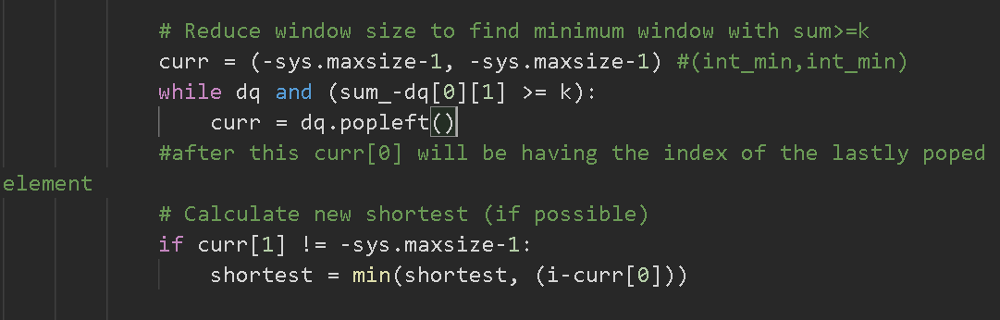 # Reduce window size to find minimum window with sum>=k
curr = (-sys.maxsize-1, -sys.maxsize-1) #(int_min,int_min)
while dq and (sum_-dq[0][1] >= k):
curr = dq.popleft()
#after this curr[0] will be having the index of the lastly poped
element
# Calculate new shortest (if possible)
if curr[1] != -sys.maxsize-1:
shortest = min(shortest, (i-curr[0]))